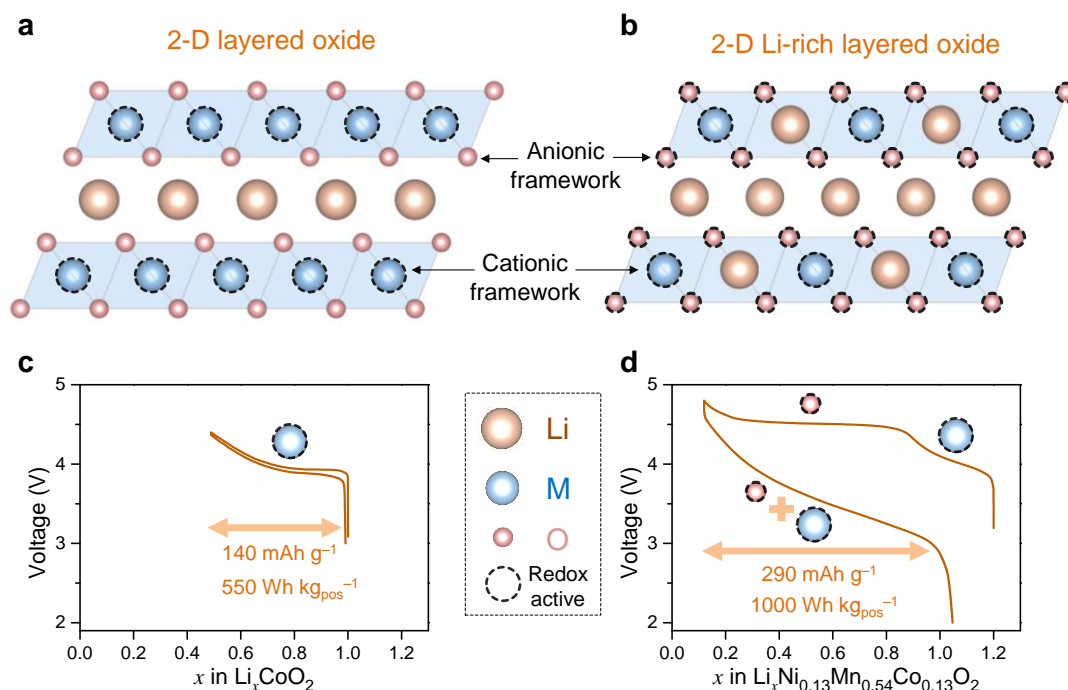 a
2-D layered oxide
b
2-D Li-rich layered oxide
Anionic
framework
Cationic
framework
c
5
4
3
2
Voltage (V)
140 mAh g⁻¹
550 Wh kgₚₒₛ⁻¹
0.0 0.2 0.4 0.6 0.8 1.0 1.2
x in LiₓCoO₂
Li
M
O
Redox
active
d
5
4
3
2
Voltage (V)
290 mAh g⁻¹
1000 Wh kgₚₒₛ⁻¹
0.0 0.2 0.4 0.6 0.8 1.0 1.2
x in LiₓNi₀.₁₃Mn₀.₅₄Co₀.₁₃O₂